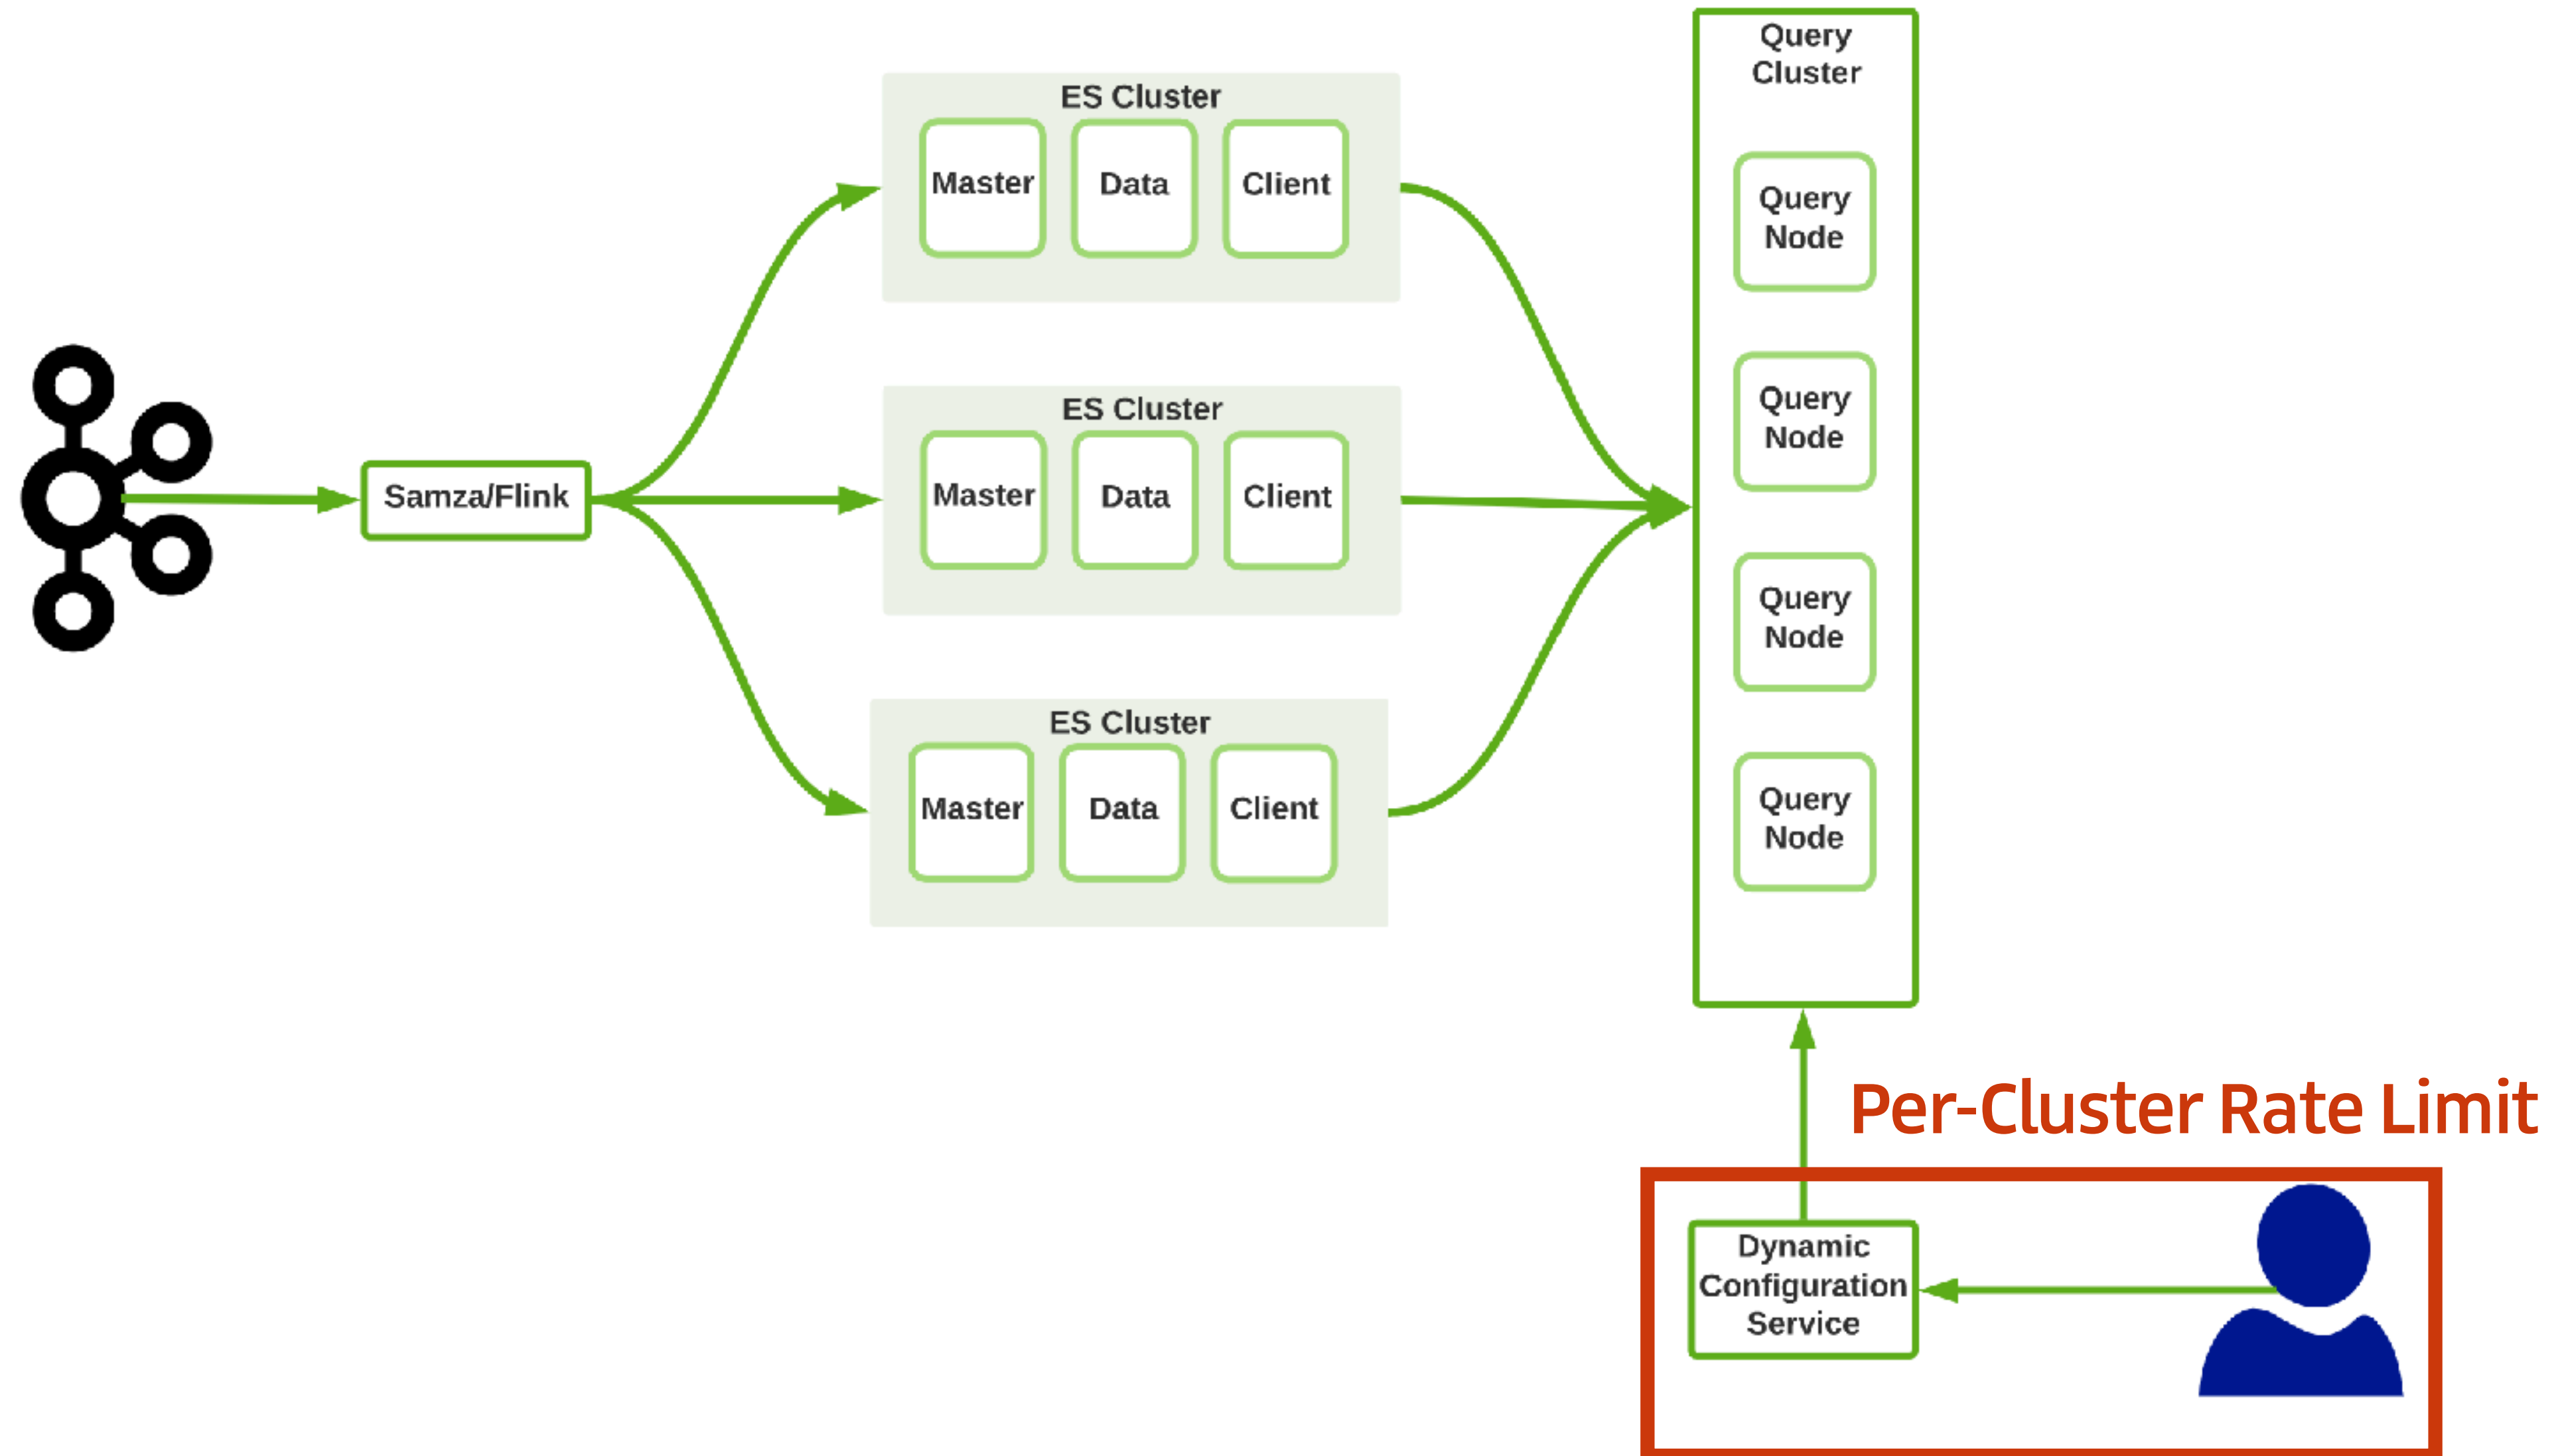 Samza/Flink
ES Cluster
Master
Data
Client
ES Cluster
Master
Data
Client
ES Cluster
Master
Data
Client
Query
Cluster
Query
Node
Query
Node
Query
Node
Query
Node
Per-Cluster Rate Limit
Dynamic
Configuration
Service